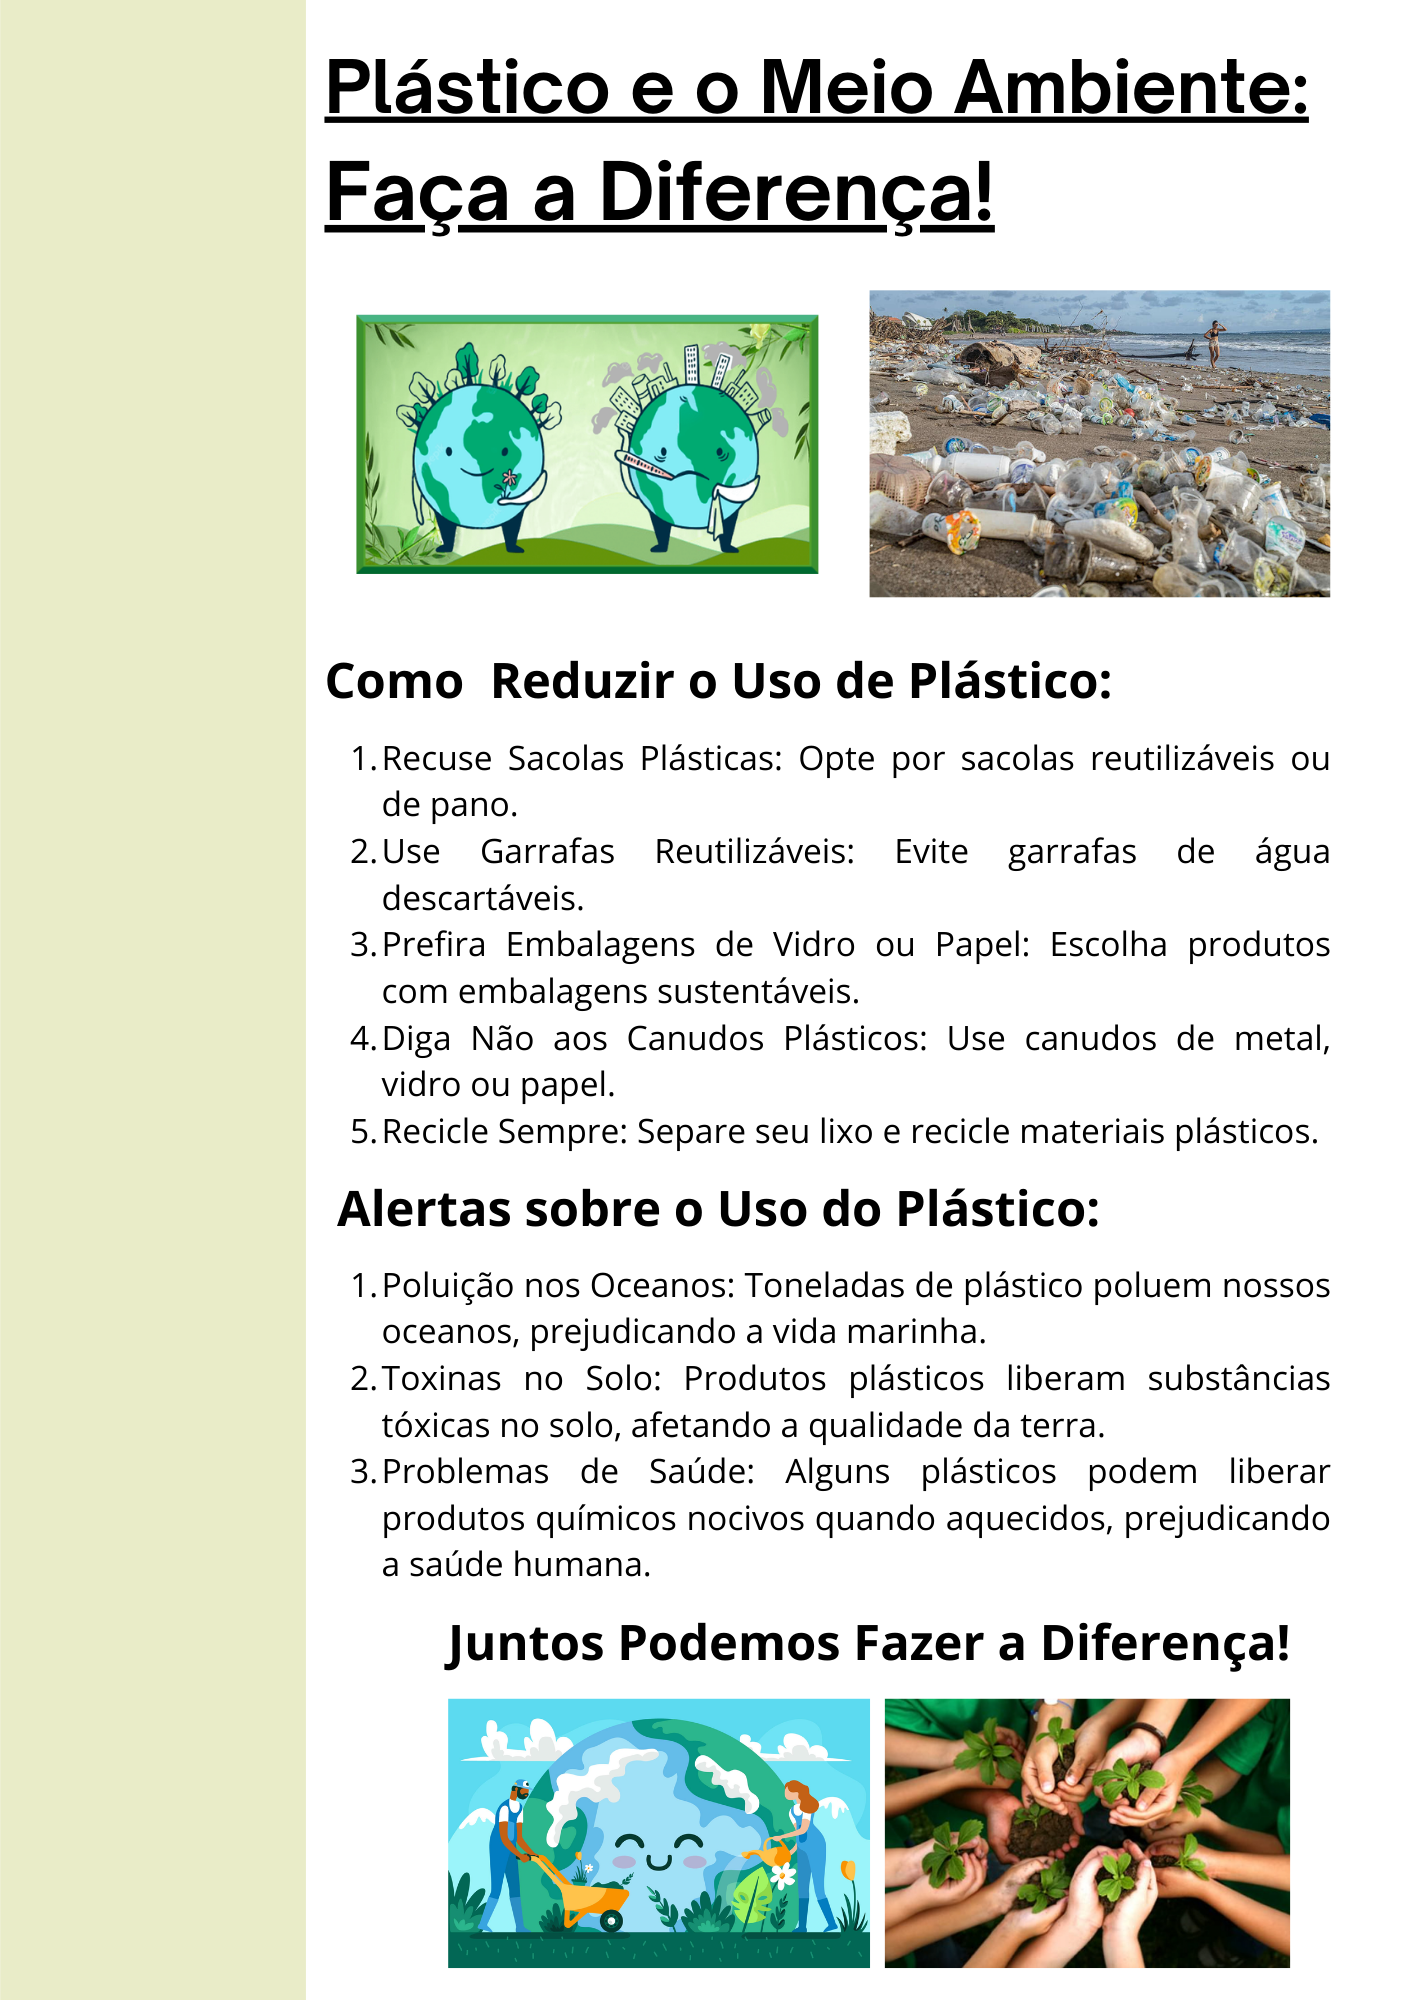 Plástico e o Meio Ambiente:
Faça a Diferença!
Como  Reduzir o Uso de Plástico:
1. Recuse Sacolas Plásticas: Opte por sacolas reutilizáveis ou
de pano.
2. Use Garrafas Reutilizáveis: Evite garrafas de água
descartáveis.
3. Prefira Embalagens de Vidro ou Papel: Escolha produtos
com embalagens sustentáveis.
4. Diga Não aos Canudos Plásticos: Use canudos de metal,
vidro ou papel.
5. Recicle Sempre: Separe seu lixo e recicle materiais plásticos.
Alertas sobre o Uso do Plástico:
1. Poluição nos Oceanos: Toneladas de plástico poluem nossos
oceanos, prejudicando a vida marinha.
2. Toxinas no Solo: Produtos plásticos liberam substâncias
tóxicas no solo, afetando a qualidade da terra.
3. Problemas de Saúde: Alguns plásticos podem liberar
produtos químicos nocivos quando aquecidos, prejudicando
a saúde humana.
Juntos Podemos Fazer a Diferença!